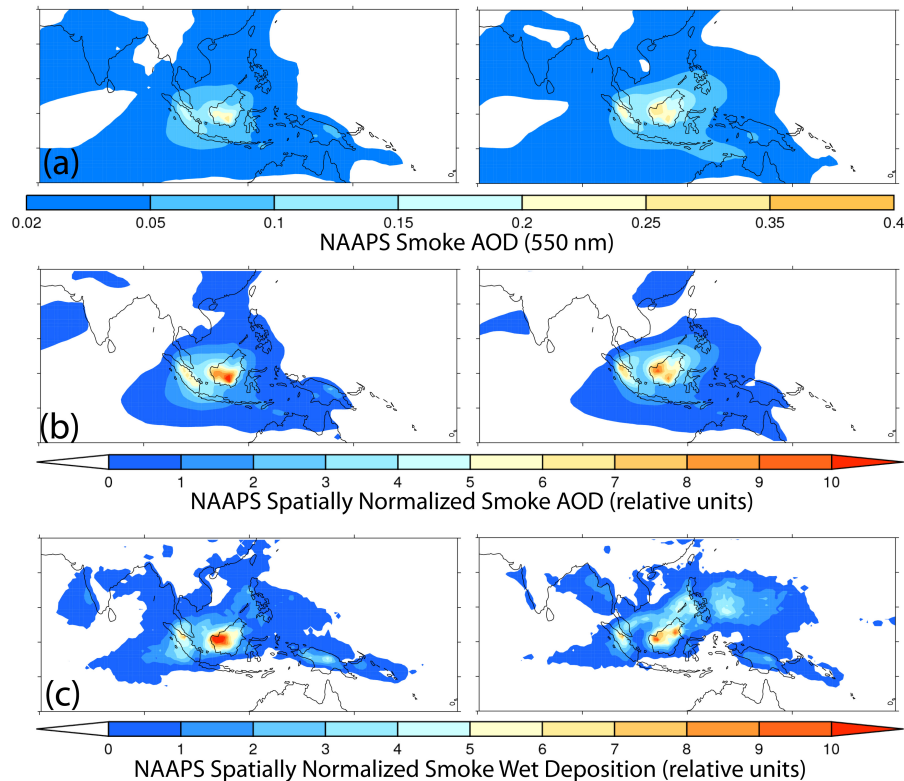 (a)
0.02 0.05 0.1 0.15 0.2 0.25 0.35 0.4
NAAPS Smoke AOD (550 nm)
(b)
0 1 2 3 4 5 6 7 8 9 10
NAAPS Spatially Normalized Smoke AOD (relative units)
(c)
0 1 2 3 4 5 6 7 8 9 10
NAAPS Spatially Normalized Smoke Wet Deposition (relative units)